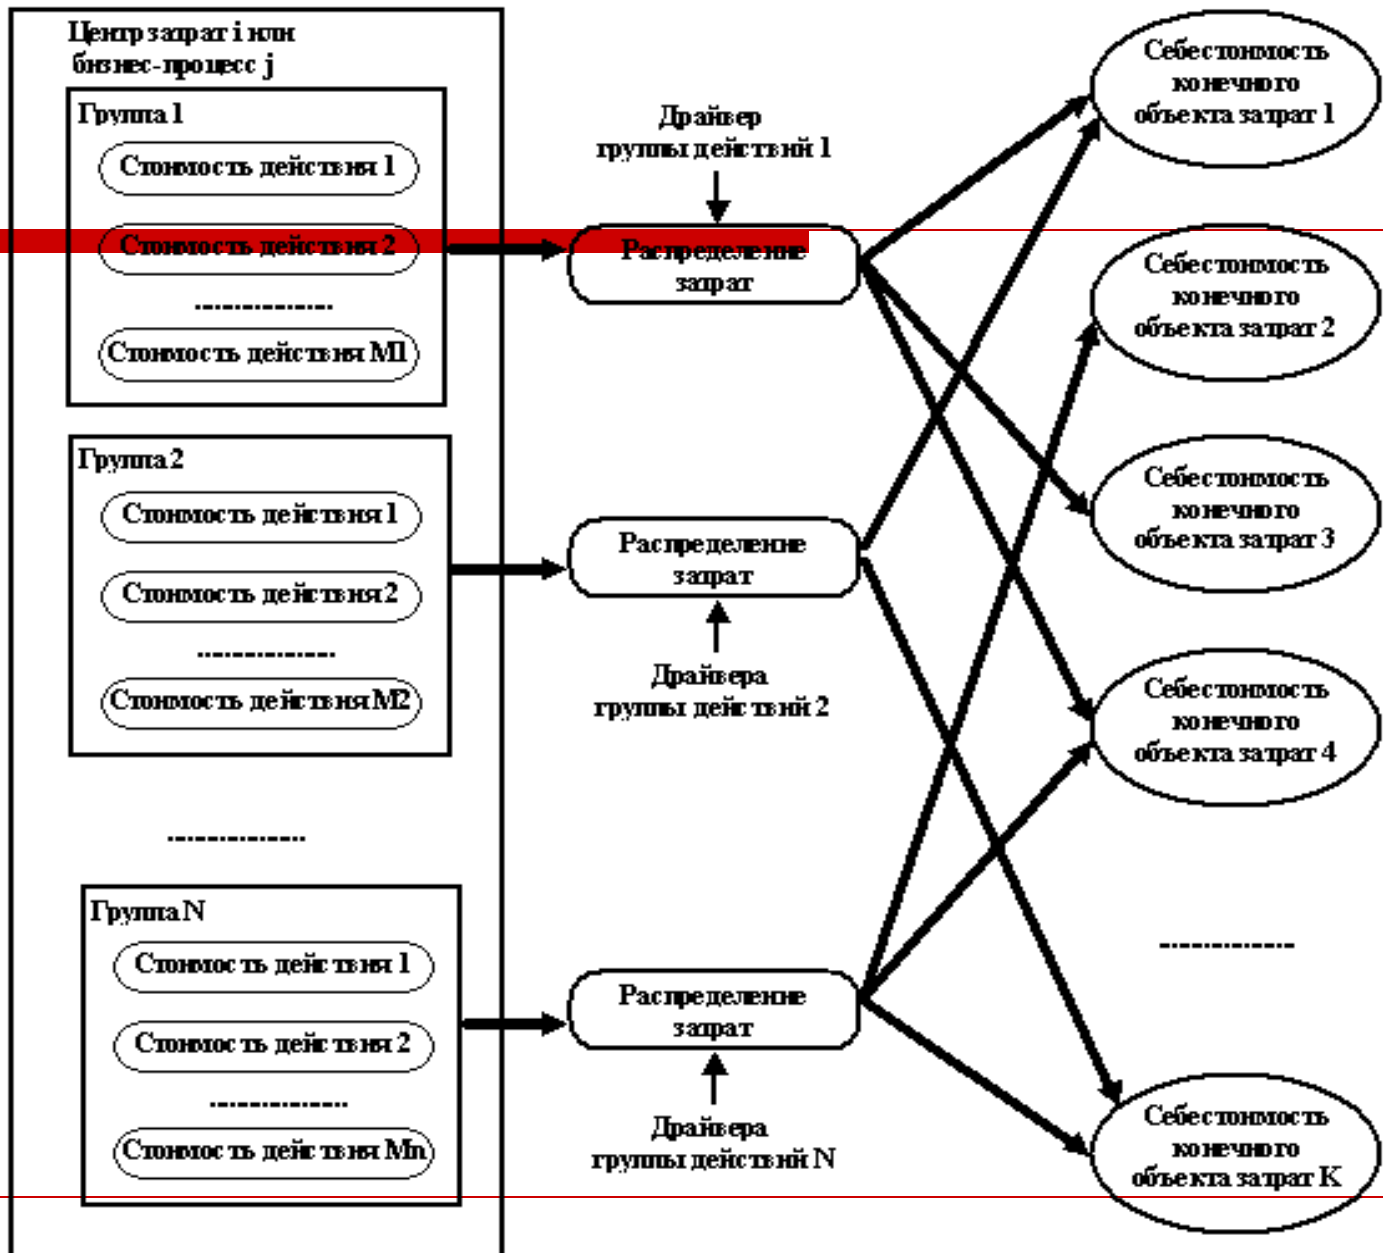 Центр затрат i или
бизнес-процесс j
Группа 1
Стоимость действия 1
Стоимость действия 2
Стоимость действия M1
Группа 2
Стоимость действия 1
Стоимость действия 2
Стоимость действия M2
Группа N
Стоимость действия 1
Стоимость действия 2
Стоимость действия Mn
Драйвер
группы действий 1
Распределение
затрат
Распределение
затрат
Драйвера
группы действий 2
Распределение
затрат
Драйвера
группы действий N
Себестоимость
конечного
объекта затрат 1
Себестоимость
конечного
объекта затрат 2
Себестоимость
конечного
объекта затрат 3
Себестоимость
конечного
объекта затрат 4
Себестоимость
конечного
объекта затрат K